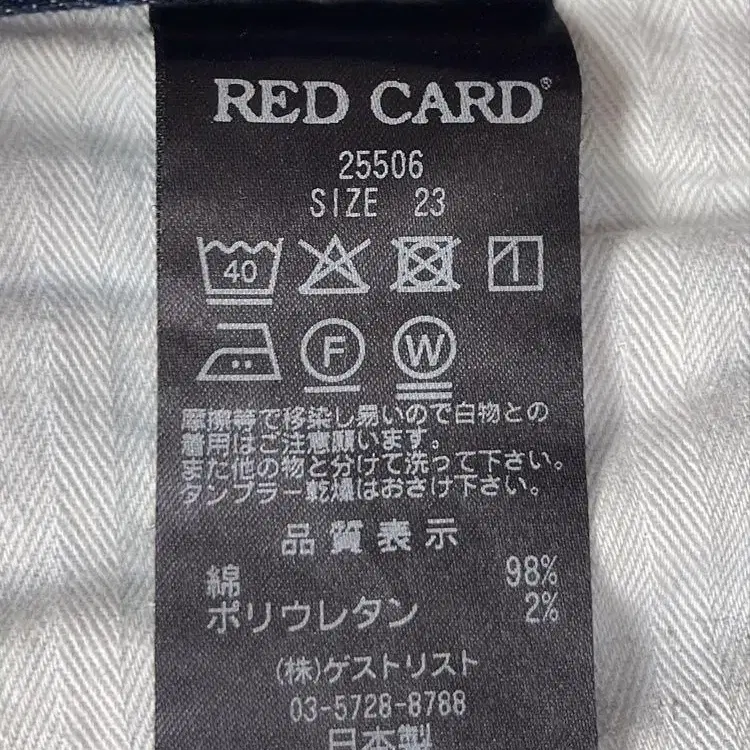 RED CARD®
25506
SIZE 23
40
F W
摩擦等で移染し易いので白物との
着用はご注意願います。
また他の物と分けて洗って下さい。
タンブラー乾燥はおさけ下さい。
品質表示
綿 98%
ポリウレタン 2%
(株)ゲストリスト
03-5728-8788
日本製